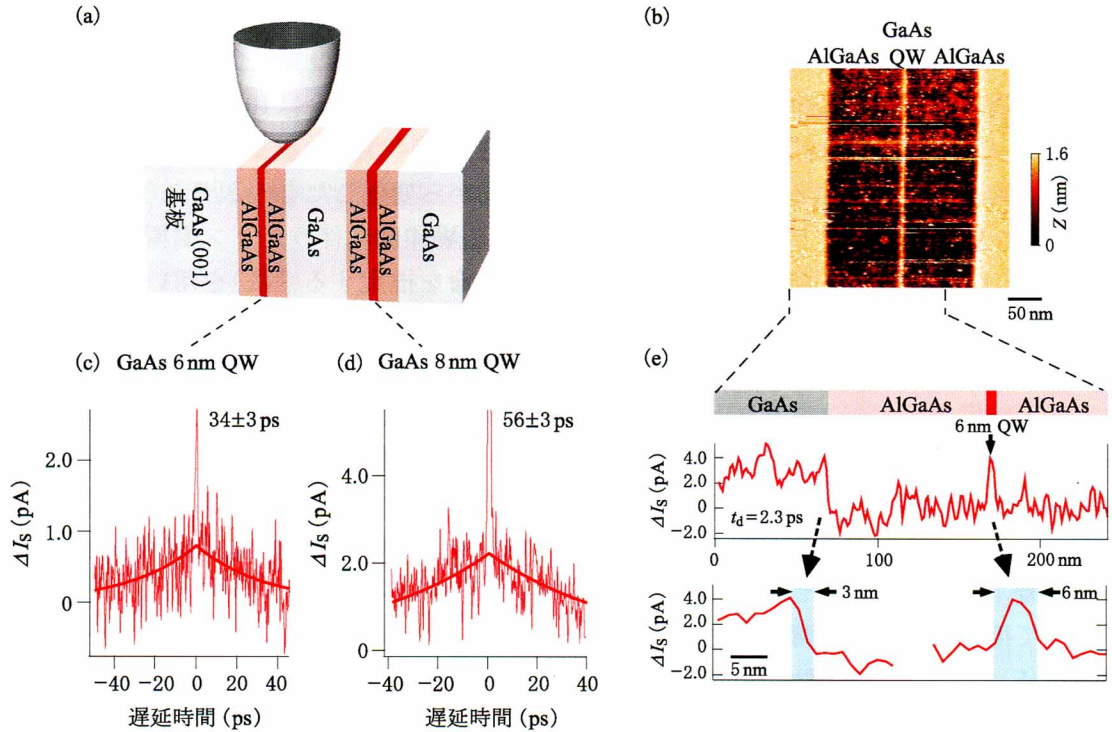 (a)
GaAs(001)
基板
AlGaAs
AlGaAs
GaAs
AlGaAs
AlGaAs
GaAs
(b)
GaAs
AlGaAs QW AlGaAs
1.6
Z (nm)
0
50 nm
(c) GaAs 6 nm QW
34±3 ps
2.0
1.0
0
ΔIs (pA)
−40 −20 0 20 40
遅延時間 (ps)
(d) GaAs 8 nm QW
56±3 ps
4.0
2.0
0
ΔIs (pA)
−40 −20 0 20 40
遅延時間 (ps)
(e)
GaAs AlGaAs AlGaAs
6 nm QW
4.0
2.0
0
−2.0
ΔIs (pA)
td=2.3 ps
0 100 200 nm
3 nm 6 nm
4.0
2.0
0
−2.0
ΔIs (pA)
5 nm